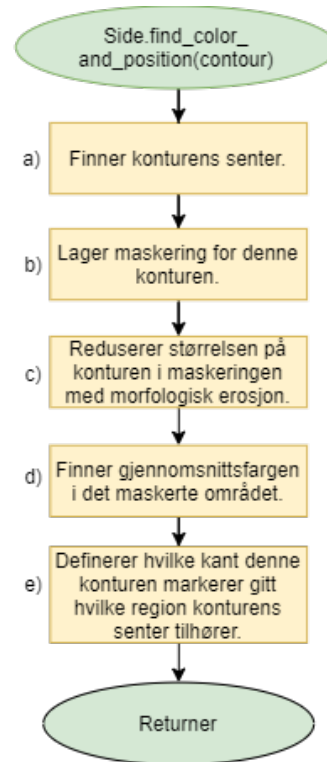 Side.find_color_
and_position(contour)
a)
Finner konturens senter.
b)
Lager maskering for denne
konturen.
c)
Reduserer størrelsen på
konturen i maskeringen
med morfologisk erosjon.
d)
Finner gjennomsnittsfargen
i det maskerte området.
e)
Definerer hvilke kant denne
konturen markerer gitt
hvilke region konturens
senter tilhører.
Returner